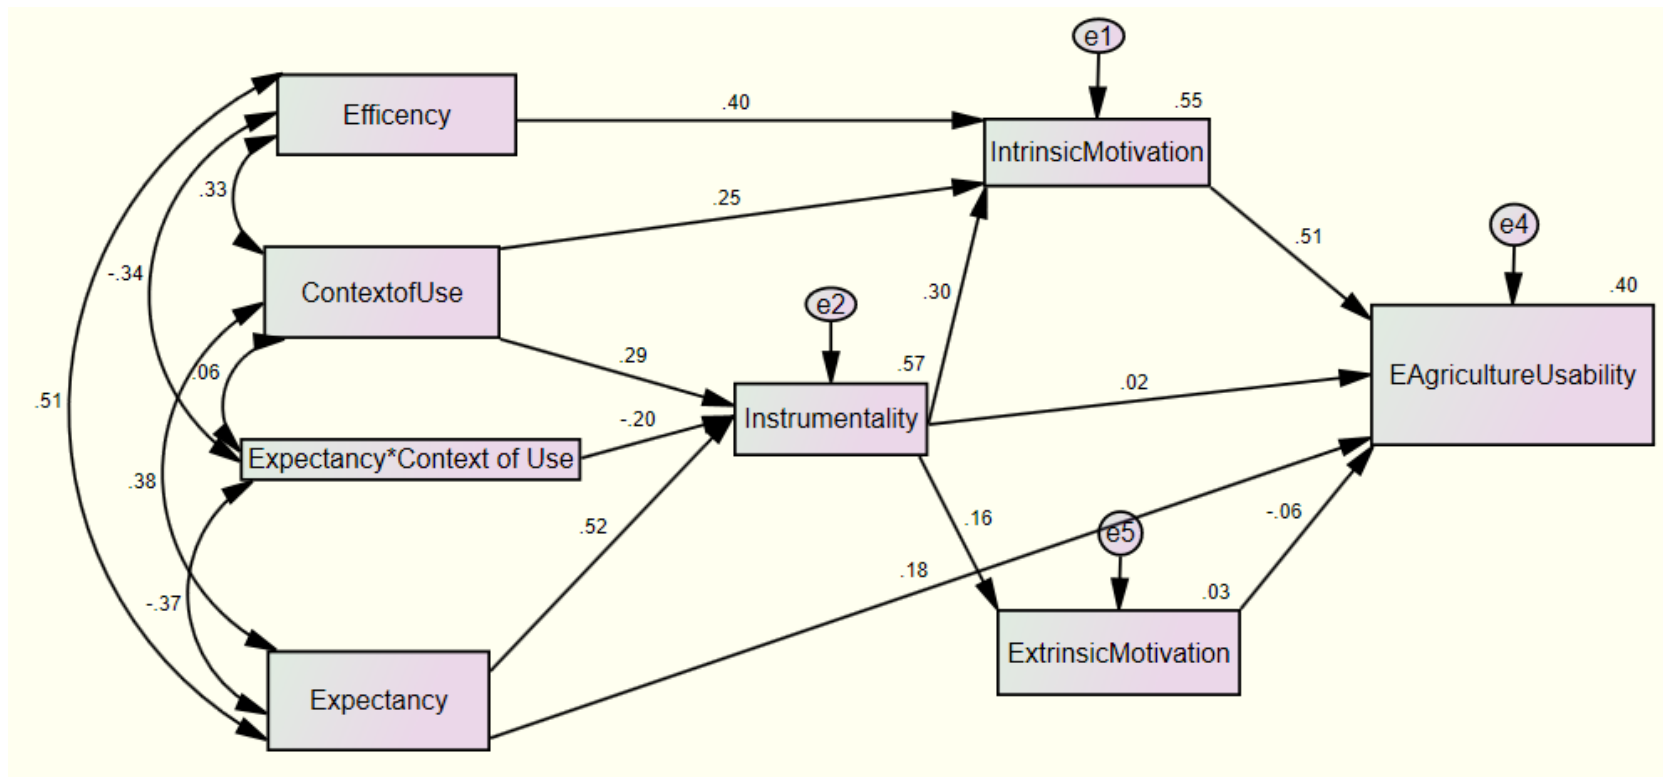 e1
.55
.40
Efficency
IntrinsicMotivation
.33
.25
e4
.51
-.34
ContextofUse
.30
e2
.40
.29
.57
.06
.02
EAgricultureUsability
.51
-.20
Instrumentality
Expectancy*Context of Use
.38
.52
.16
-.06
e5
.18
-.37
.03
ExtrinsicMotivation
Expectancy